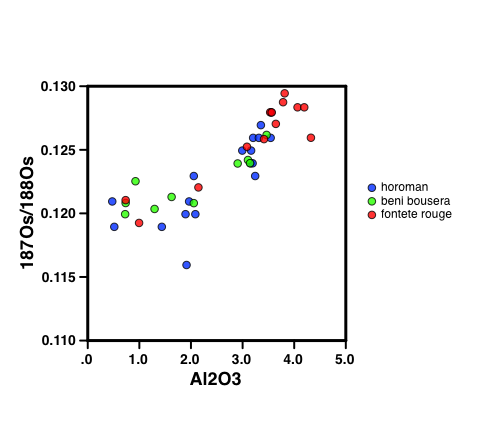 0.130
0.125
0.120
0.115
0.110
187Os/188Os
.0 1.0 2.0 3.0 4.0 5.0
Al2O3
horoman
beni bousera
fontete rouge